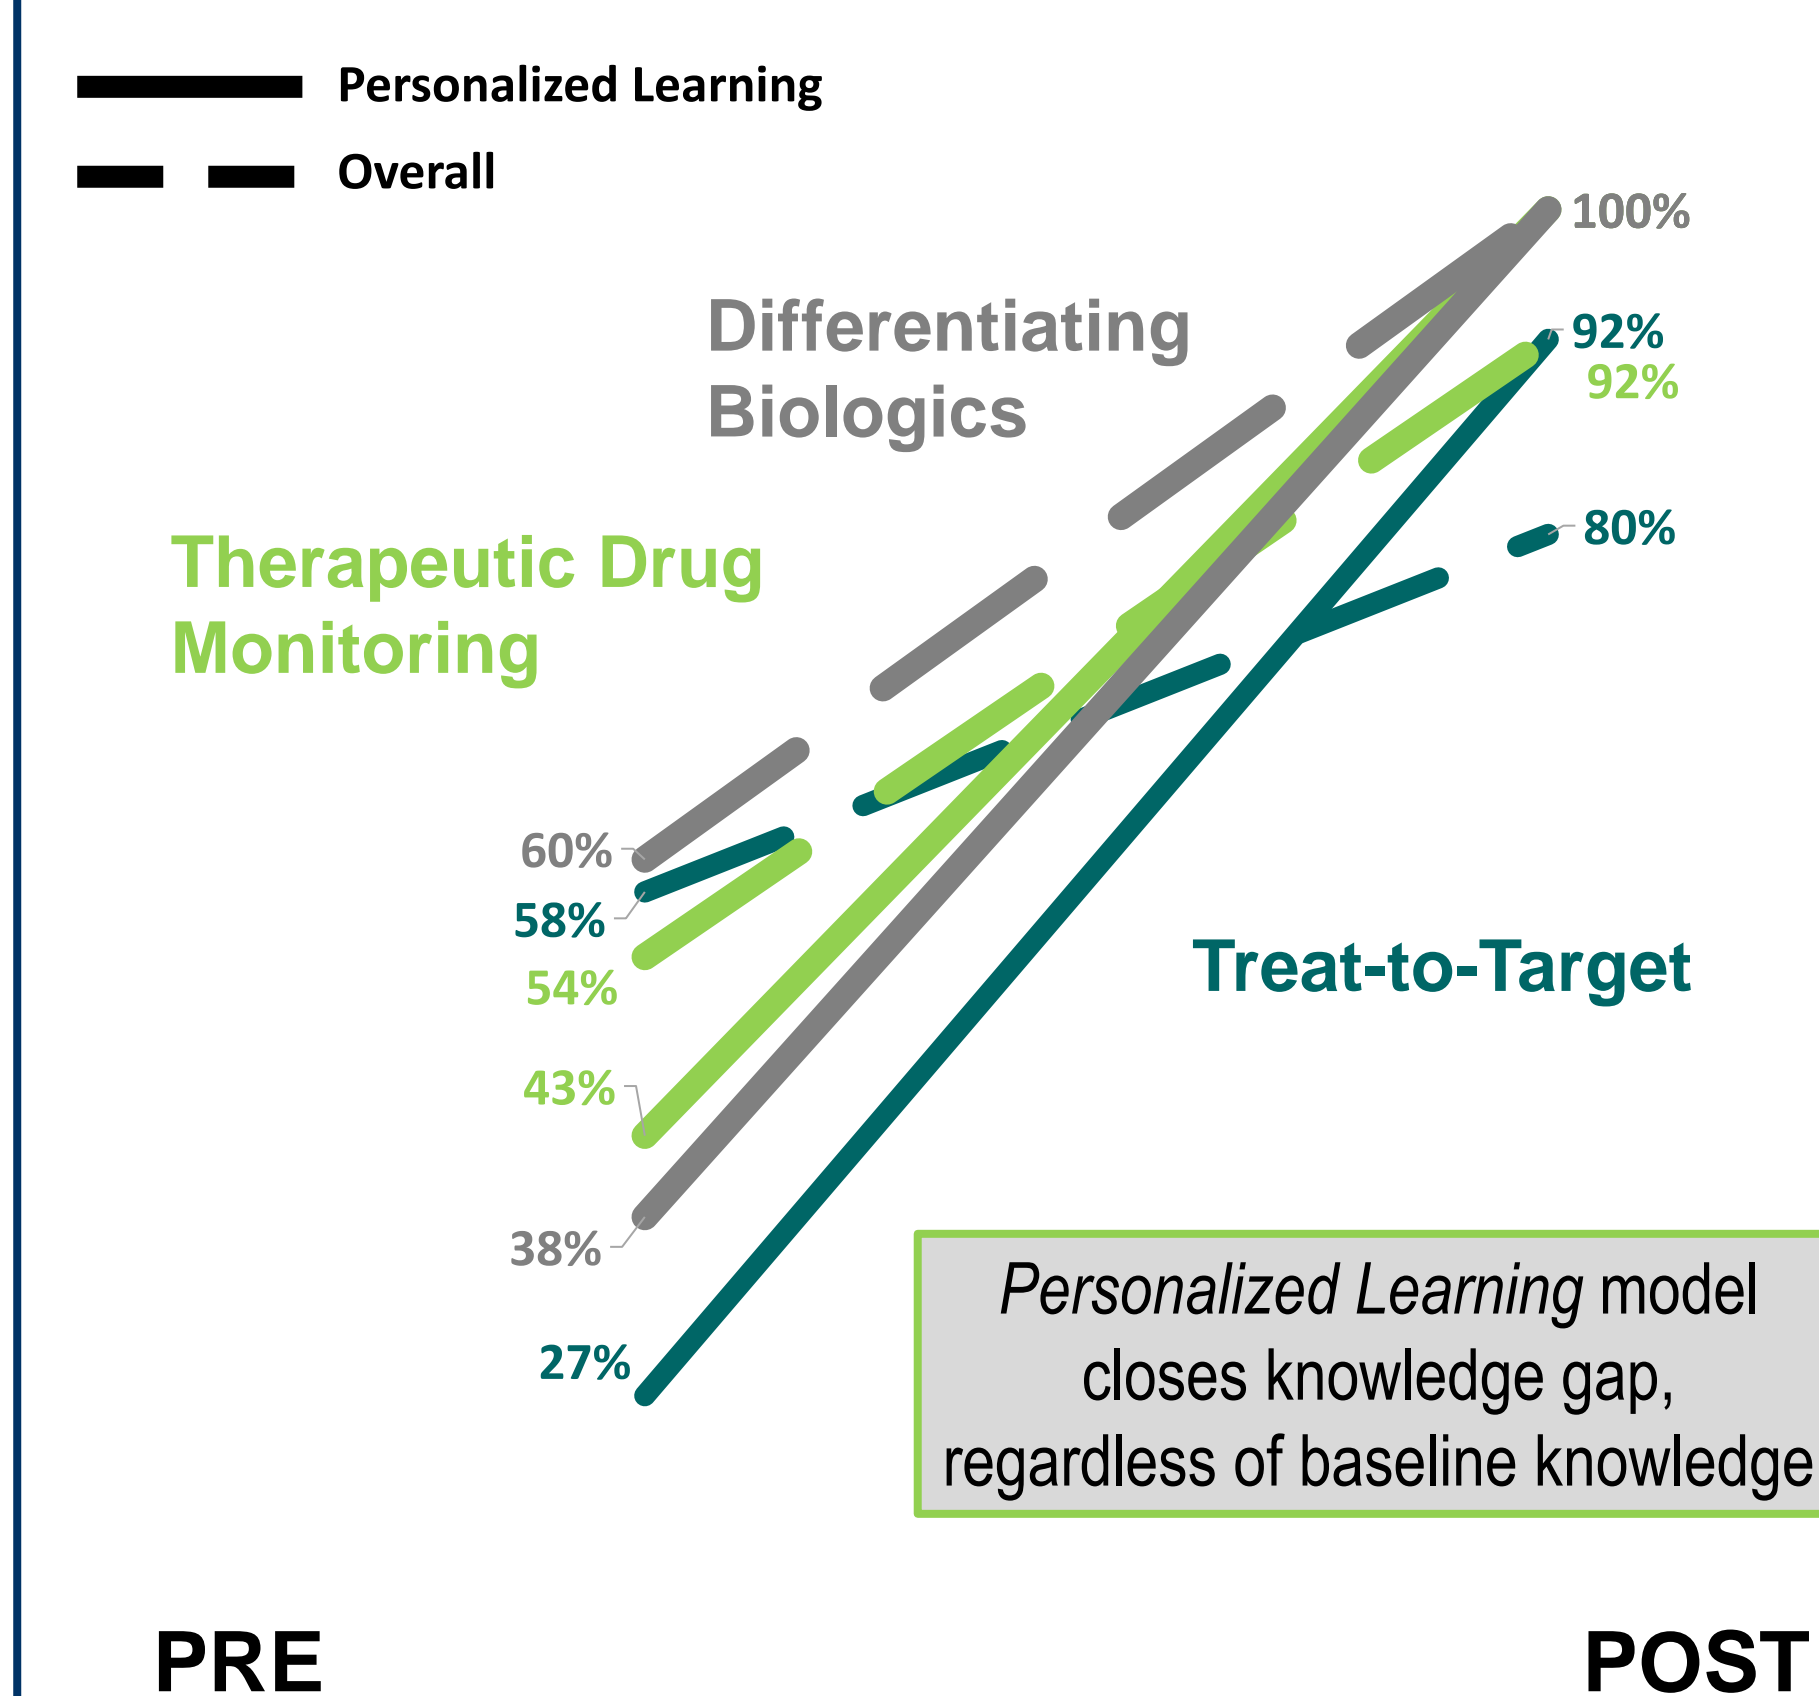 Personalized Learning
Overall
100%
Differentiating
Biologics
92%
92%
80%
Therapeutic Drug
Monitoring
60%
58%
54%
Treat-to-Target
43%
38%
27%
Personalized Learning model
closes knowledge gap,
regardless of baseline knowledge
PRE
POST